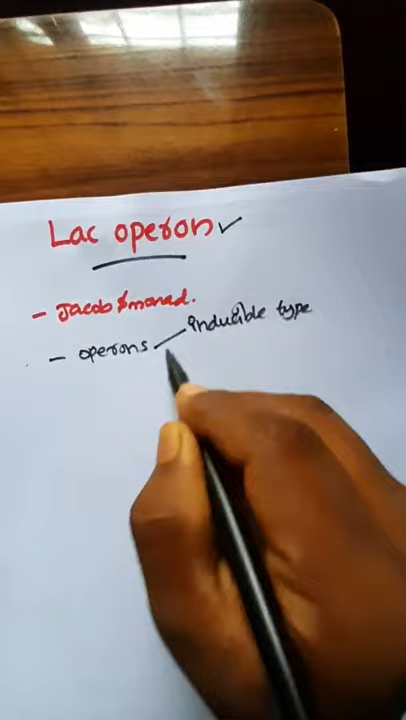 Lac operon ✓
- Jacob & monad.
- operons inducible type